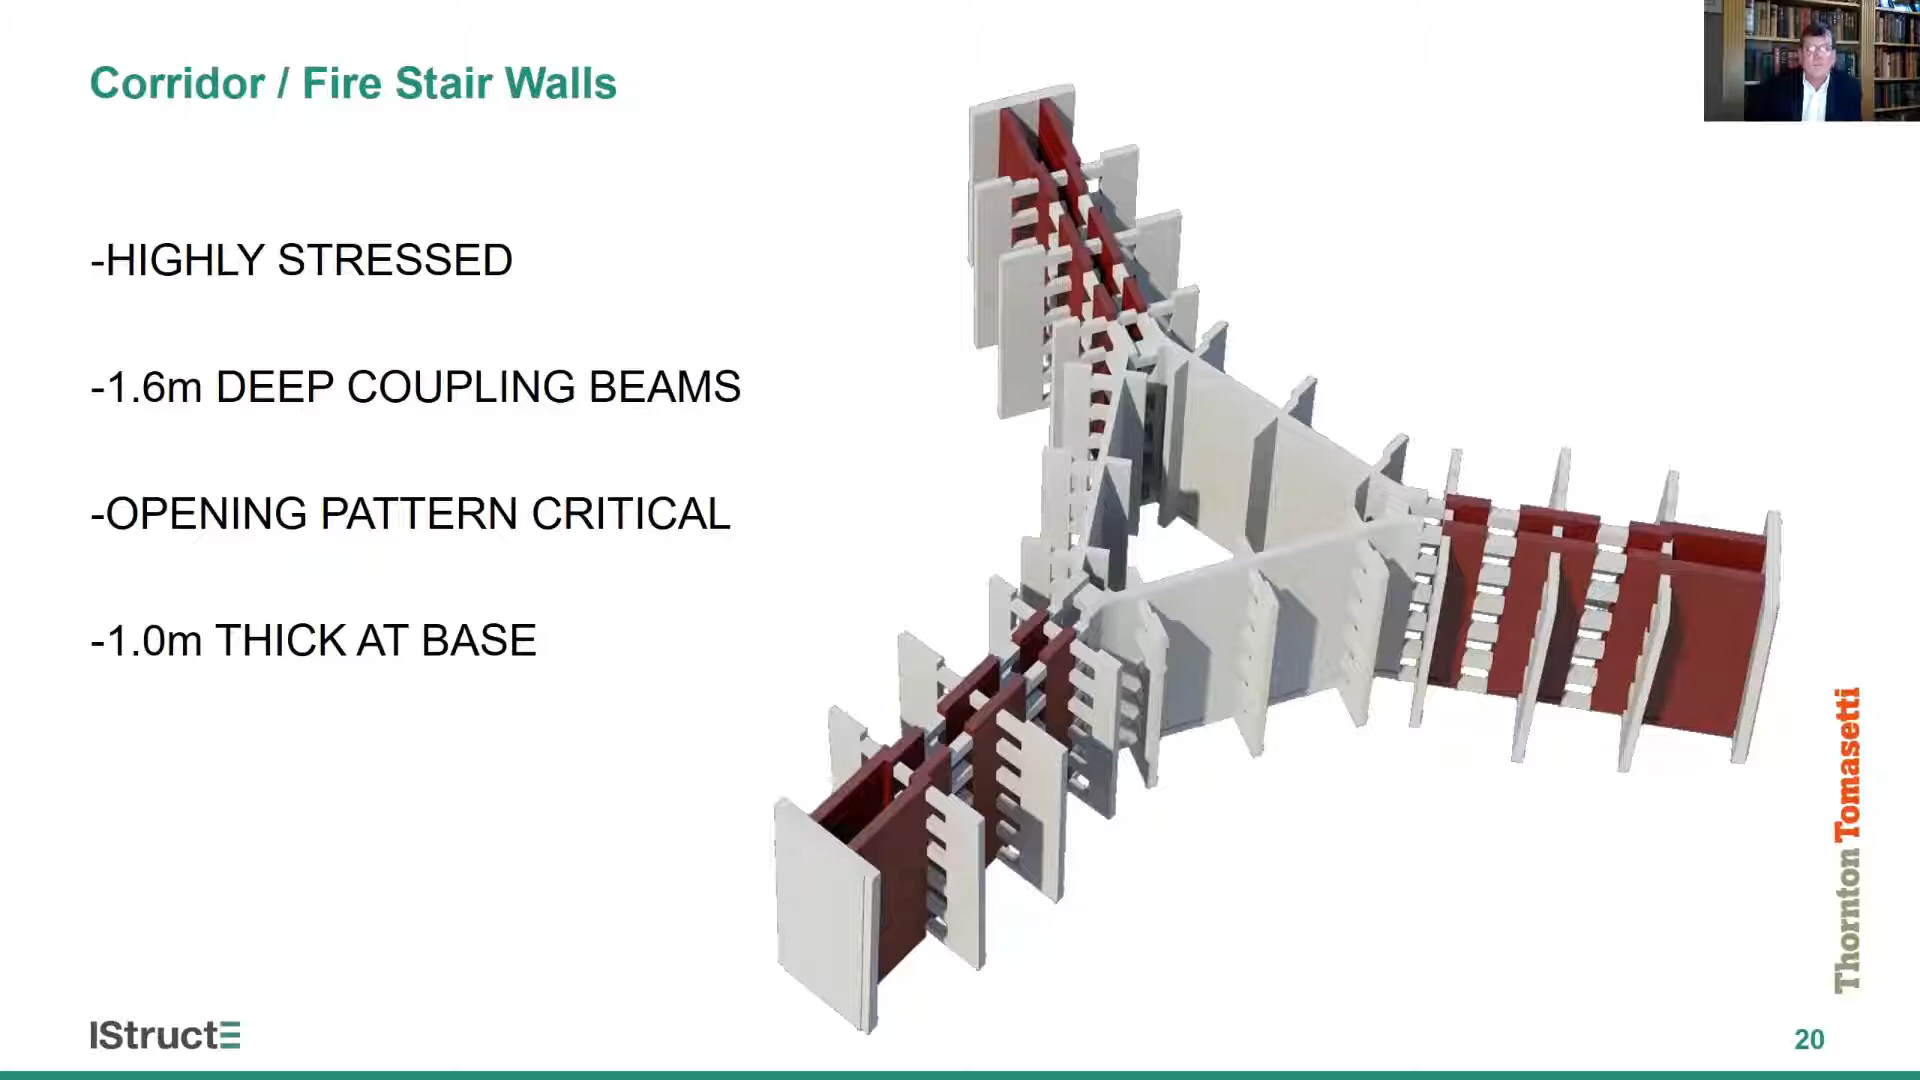 Corridor / Fire Stair Walls
-HIGHLY STRESSED
-1.6m DEEP COUPLING BEAMS
-OPENING PATTERN CRITICAL
-1.0m THICK AT BASE
Thornton Tomasetti
IStructE
20